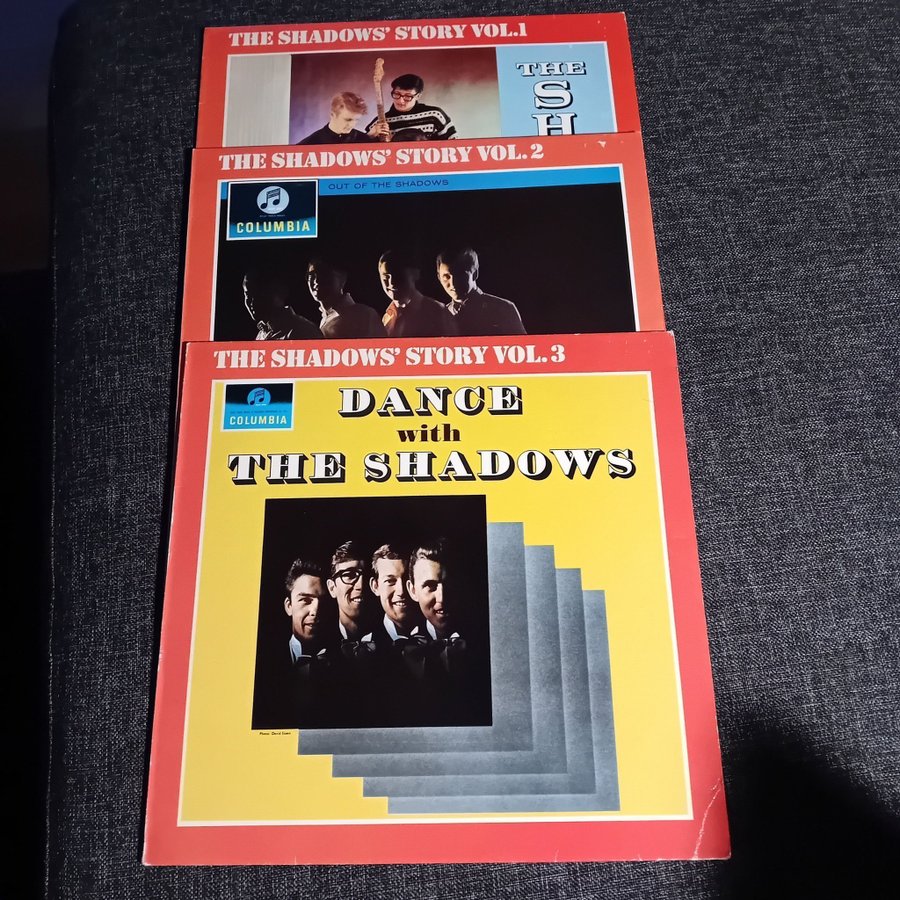 THE SHADOWS' STORY VOL.1
THE
S
H
THE SHADOWS' STORY VOL. 2
OUT OF THE SHADOWS
COLUMBIA
THE SHADOWS' STORY VOL. 3
COLUMBIA
DANCE
with
THE SHADOWS